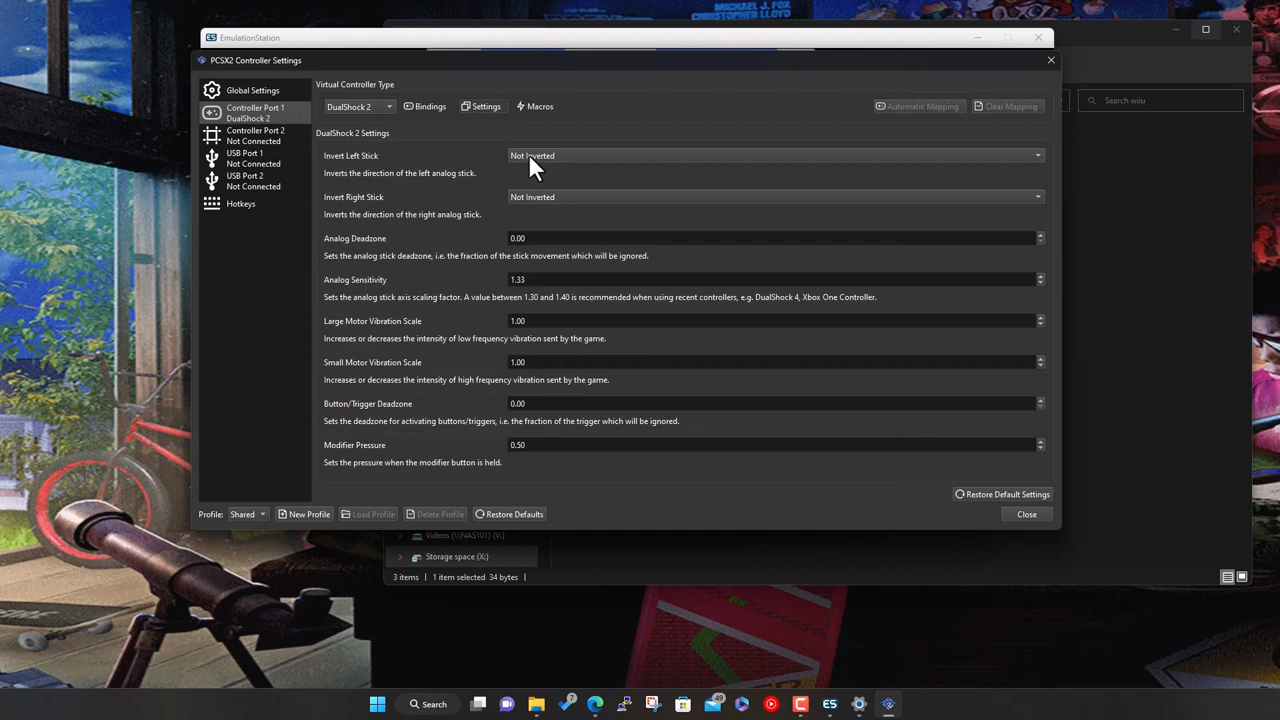 MICHAEL J. FOX
CHRISTOPHER LLOYD
ES EmulationStation
PCSX2 Controller Settings
Virtual Controller Type
Global Settings
Controller Port 1
DualShock 2
Controller Port 2
Not Connected
USB Port 1
Not Connected
USB Port 2
Not Connected
Hotkeys
DualShock 2
Bindings
Settings
Macros
Automatic Mapping
Clear Mapping
Search wiiu
DualShock 2 Settings
Invert Left Stick
Not Inverted
Inverts the direction of the left analog stick.
Invert Right Stick
Not Inverted
Inverts the direction of the right analog stick.
Analog Deadzone
0.00
Sets the analog stick deadzone, i.e. the fraction of the stick movement which will be ignored.
Analog Sensitivity
1.33
Sets the analog stick axis scaling factor. A value between 1.30 and 1.40 is recommended when using recent controllers, e.g. DualShock 4, Xbox One Controller.
Large Motor Vibration Scale
1.00
Increases or decreases the intensity of low frequency vibration sent by the game.
Small Motor Vibration Scale
1.00
Increases or decreases the intensity of high frequency vibration sent by the game.
Button/Trigger Deadzone
0.00
Sets the deadzone for activating buttons/triggers, i.e. the fraction of the trigger which will be ignored.
Modifier Pressure
0.50
Sets the pressure when the modifier button is held.
Restore Default Settings
Profile: Shared
New Profile
Load Profile
Delete Profile
Restore Defaults
Close
Videos (\\NAS101) (V:)
Storage space (X:)
3 items
1 item selected 34 bytes
Search
7
49
ES